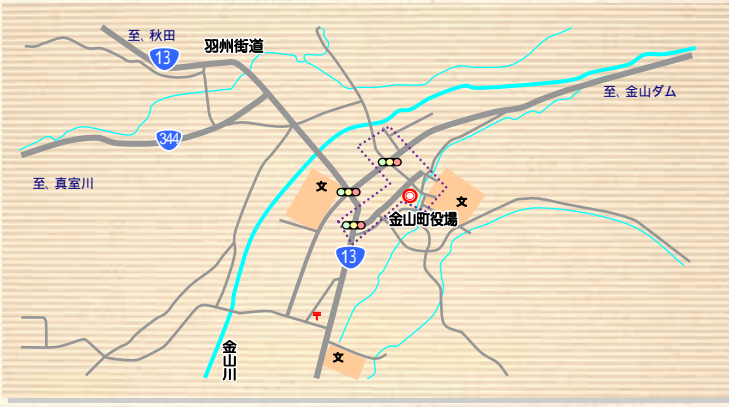 至、秋田
羽州街道
13
至、金山ダム
344
至、真室川
文
文
金山町役場
13
〒
金山川
文